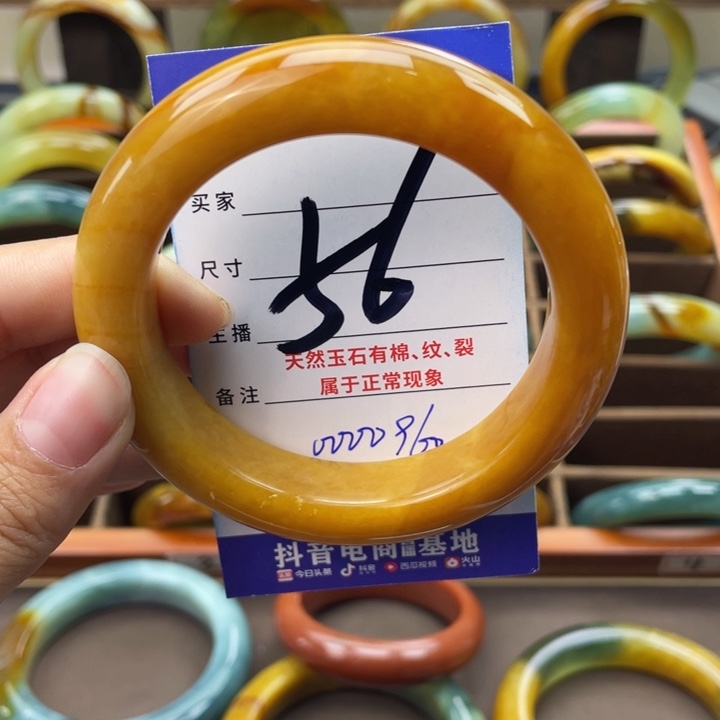 买家
56
尺寸
主播
天然玉石有棉、纹、裂
属于正常现象
备注
抖音电商 基地
今日头条 抖音 西瓜视频 火山